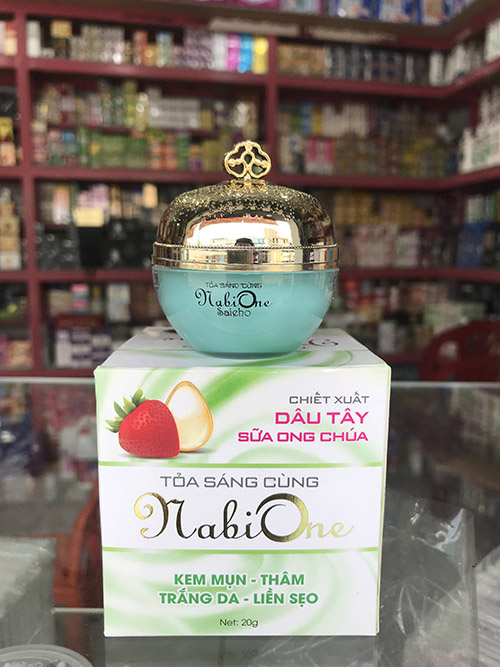 TỎA SÁNG CÙNG
NabiOne
Saieho
CHIẾT XUẤT
DÂU TÂY
SỮA ONG CHÚA
TỎA SÁNG CÙNG
NabiOne
KEM MỤN - THÂM
TRẮNG DA - LIỀN SẸO
Net: 20g